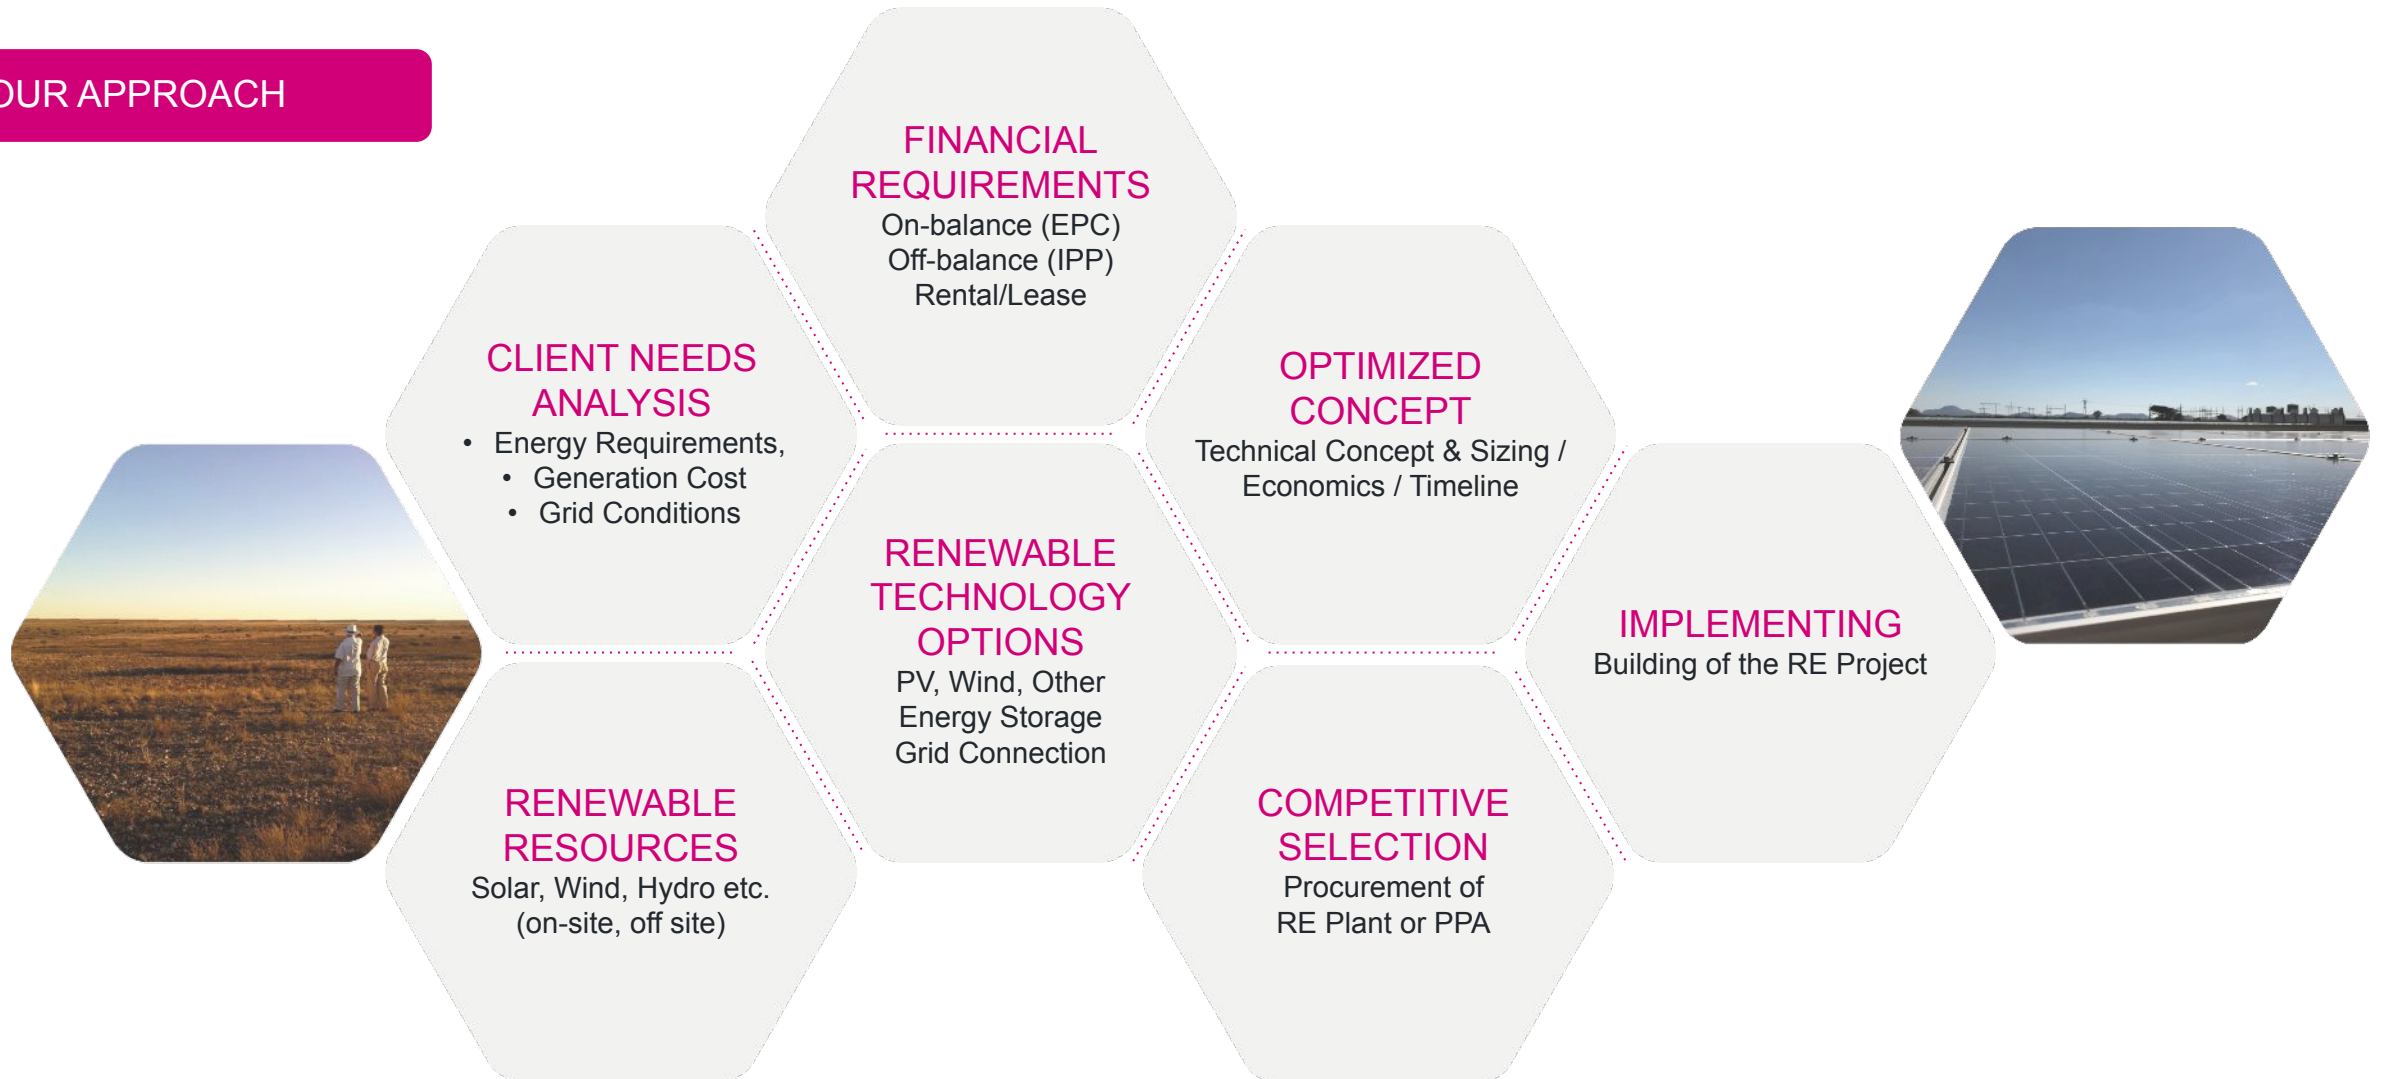 OUR APPROACH
FINANCIAL
REQUIREMENTS
On-balance (EPC)
Off-balance (IPP)
Rental/Lease
CLIENT NEEDS
ANALYSIS
• Energy Requirements,
• Generation Cost
• Grid Conditions
OPTIMIZED
CONCEPT
Technical Concept & Sizing /
Economics / Timeline
RENEWABLE
TECHNOLOGY
OPTIONS
PV, Wind, Other
Energy Storage
Grid Connection
IMPLEMENTING
Building of the RE Project
RENEWABLE
RESOURCES
Solar, Wind, Hydro etc.
(on-site, off site)
COMPETITIVE
SELECTION
Procurement of
RE Plant or PPA